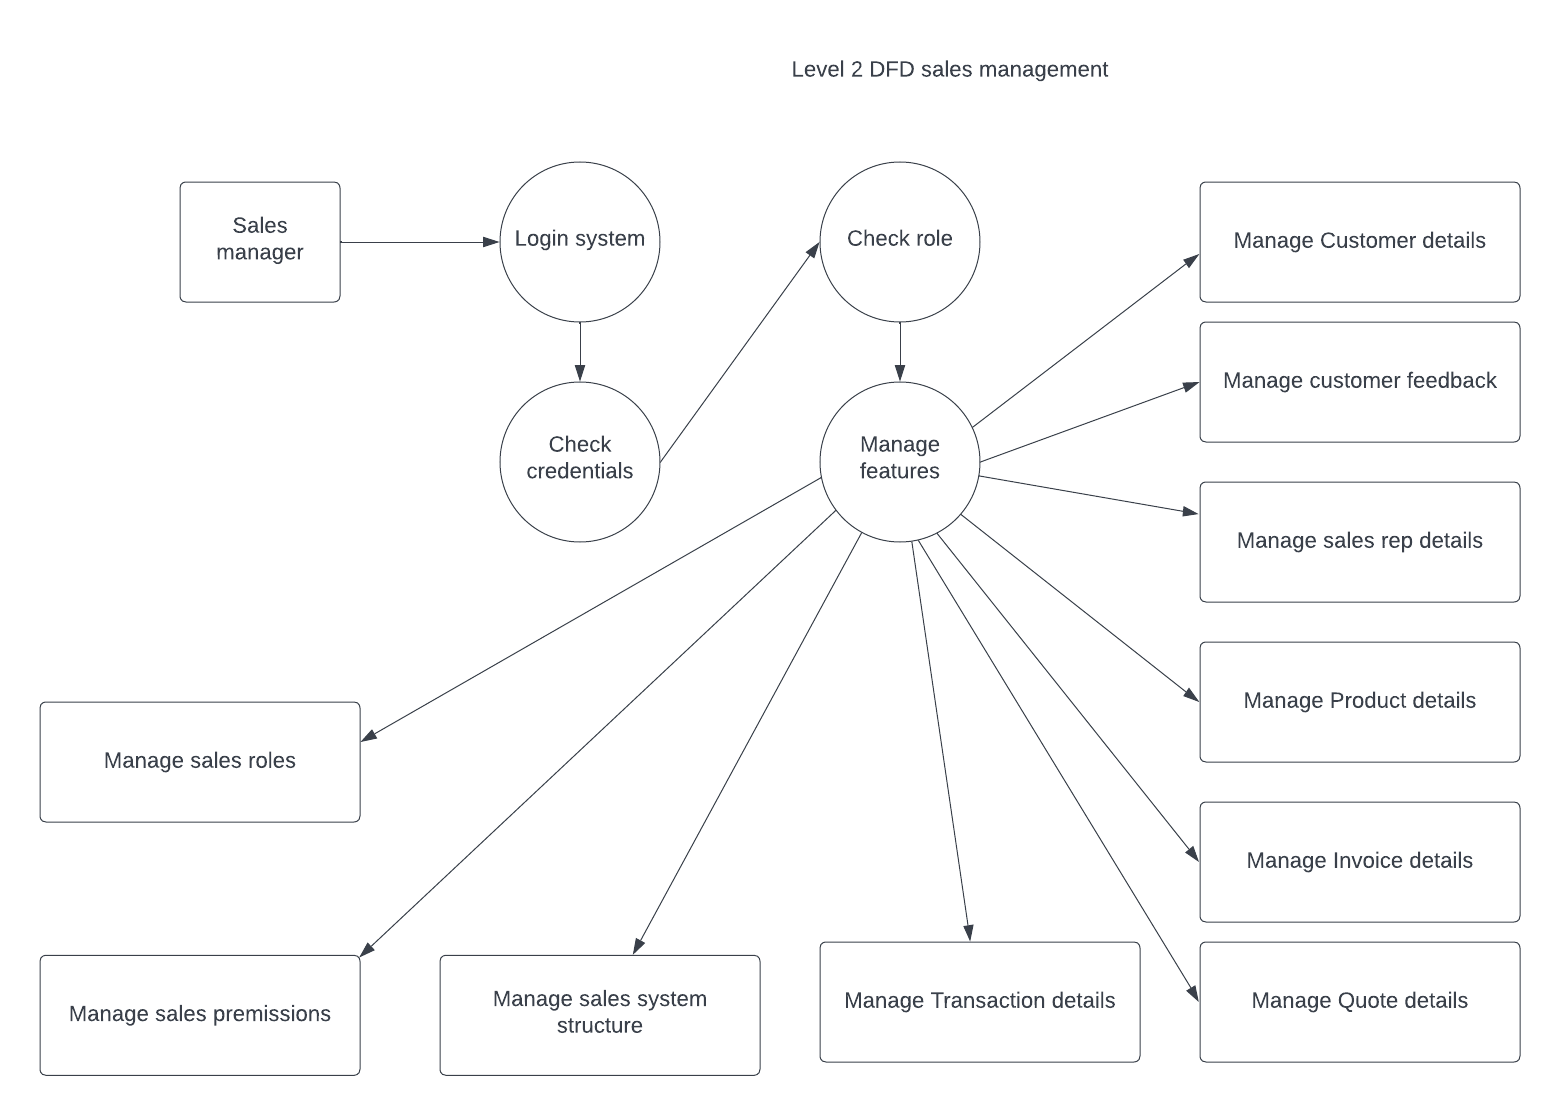 Level 2 DFD sales management
Sales
manager
Login system
Check role
Manage Customer details
Manage customer feedback
Check
credentials
Manage
features
Manage sales rep details
Manage Product details
Manage sales roles
Manage Invoice details
Manage sales premissions
Manage sales system
structure
Manage Transaction details
Manage Quote details